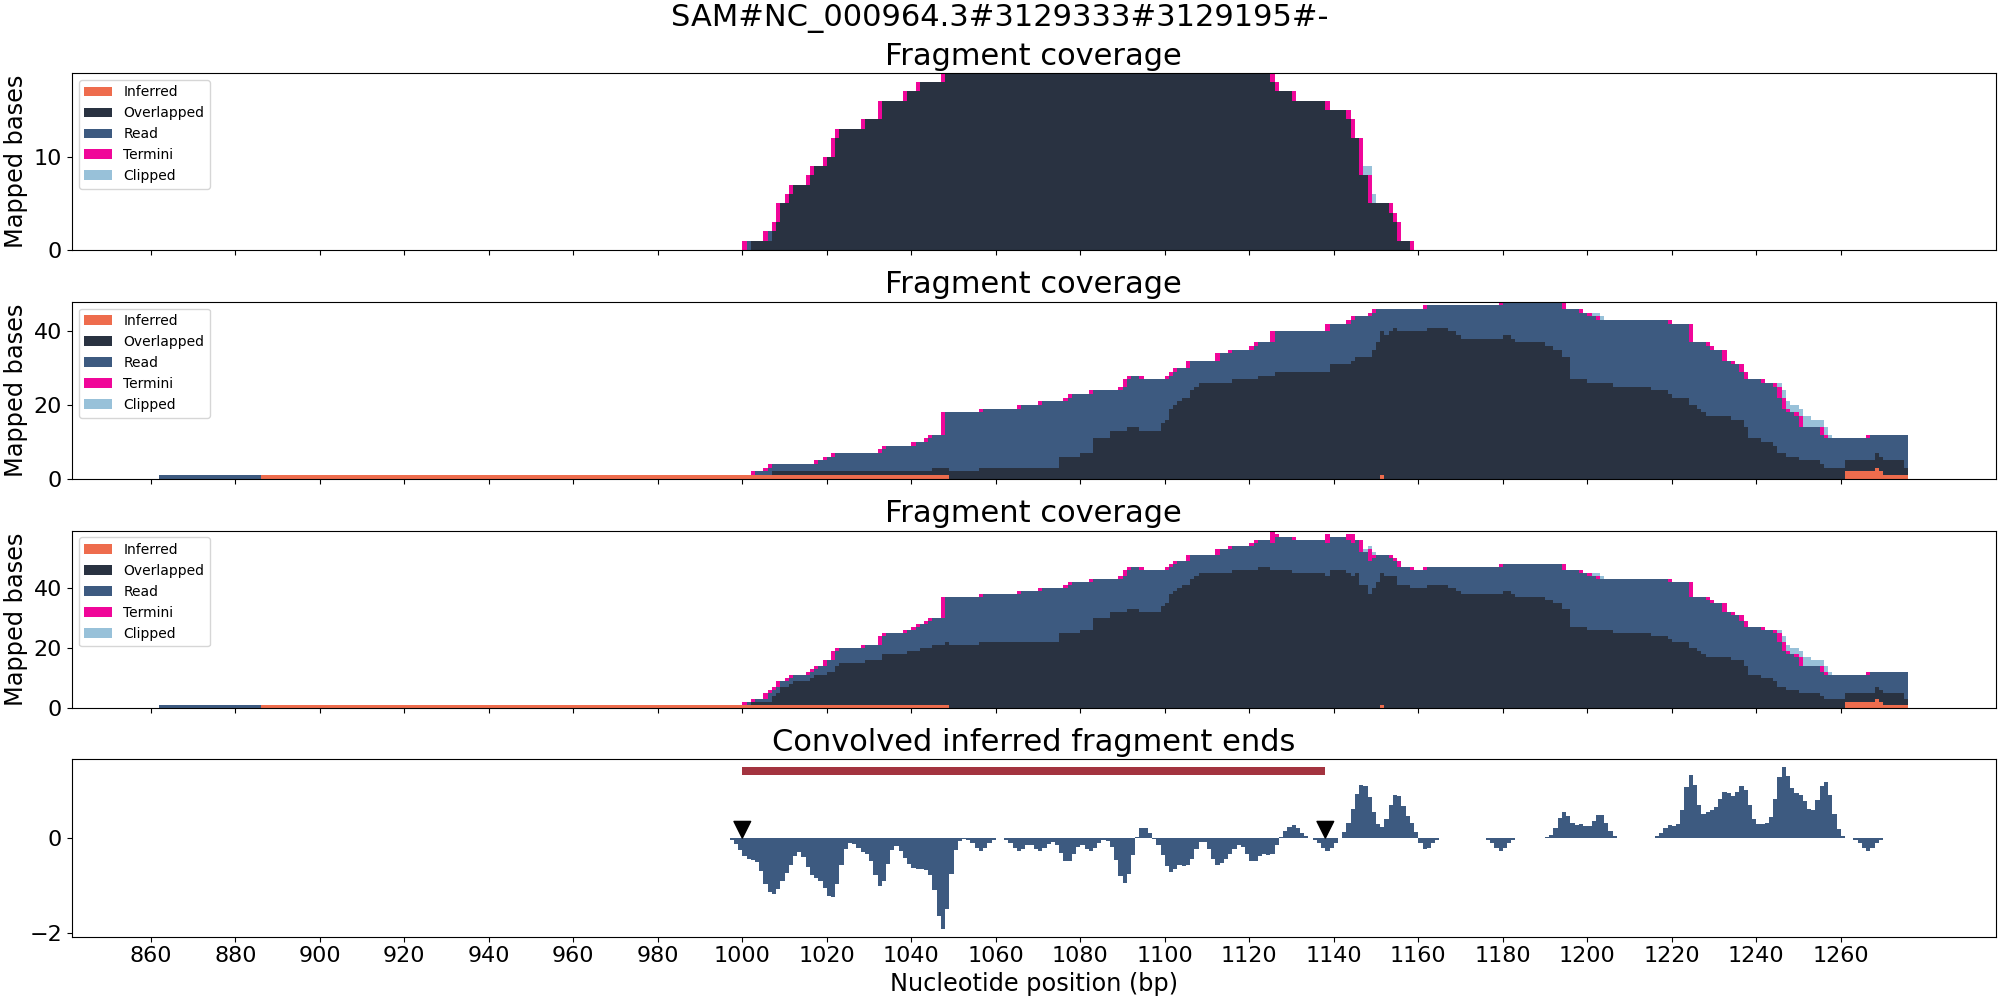 SAM#NC_000964.3#3129333#3129195#-
Fragment coverage
Mapped bases
10
0
Inferred
Overlapped
Read
Termini
Clipped
Fragment coverage
Mapped bases
40
20
0
Inferred
Overlapped
Read
Termini
Clipped
Fragment coverage
Mapped bases
40
20
0
Inferred
Overlapped
Read
Termini
Clipped
Convolved inferred fragment ends
0
−2
860 880 900 920 940 960 980 1000 1020 1040 1060 1080 1100 1120 1140 1160 1180 1200 1220 1240 1260
Nucleotide position (bp)